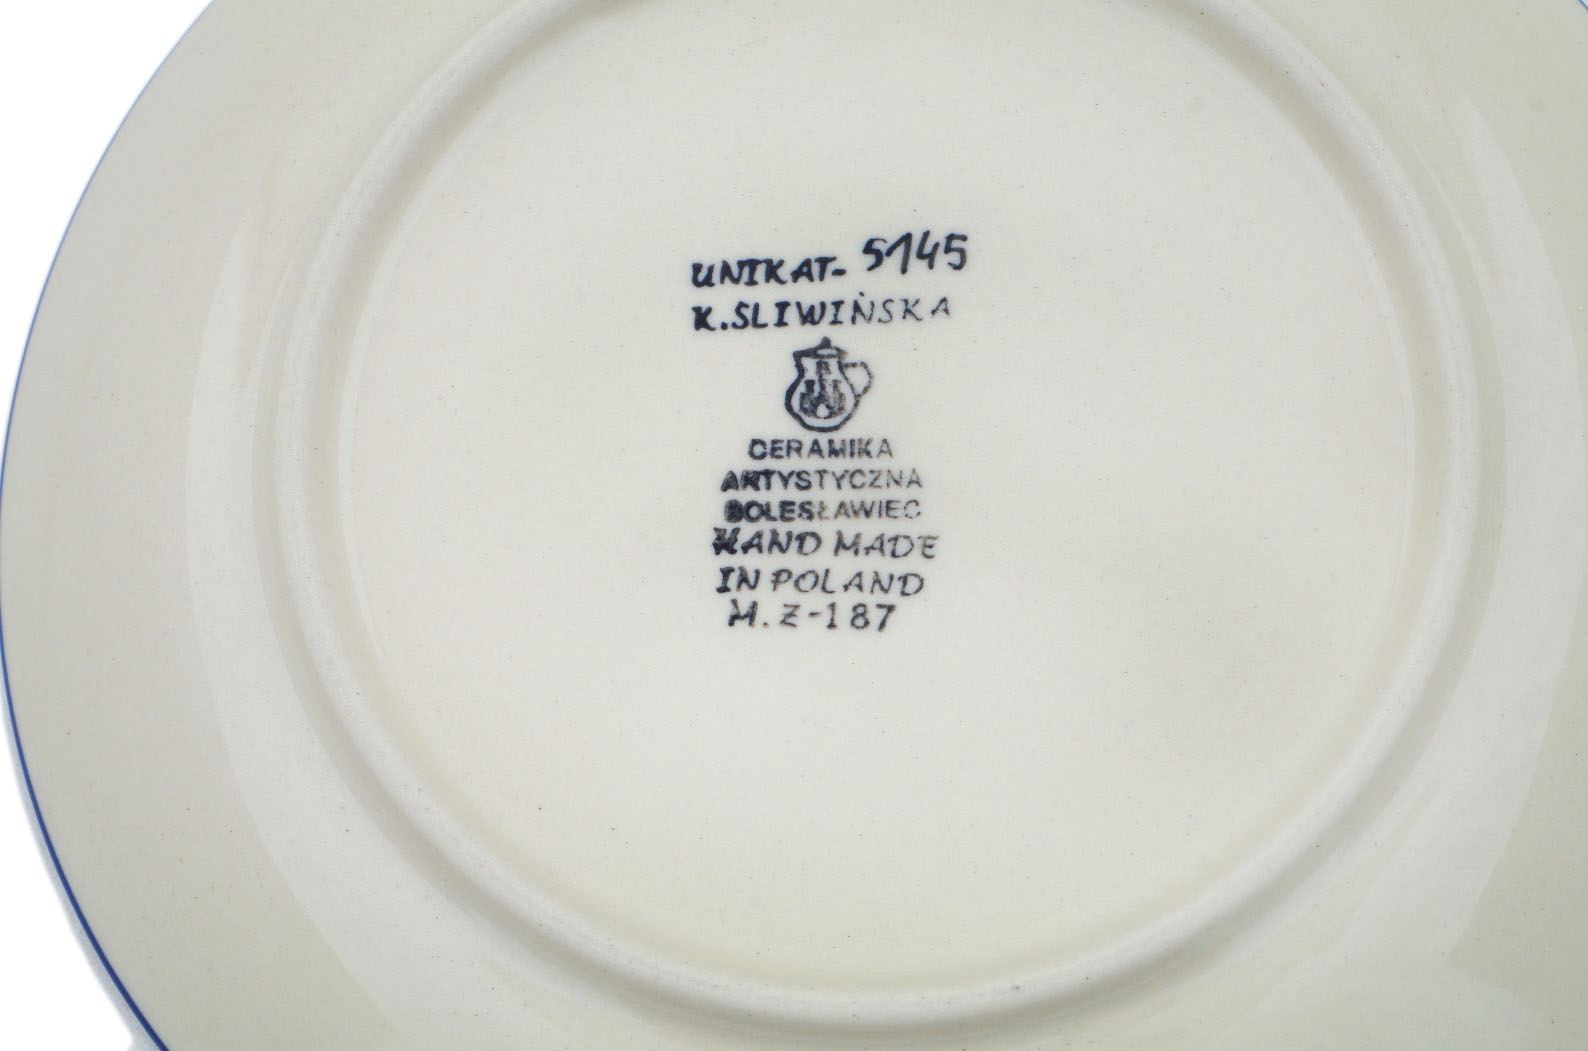 UNIKAT- 5145
K.SLIWIŃSKA
CERAMIKA
ARTYSTYCZNA
BOLESŁAWIEC
HAND MADE
IN POLAND
M.Z-187